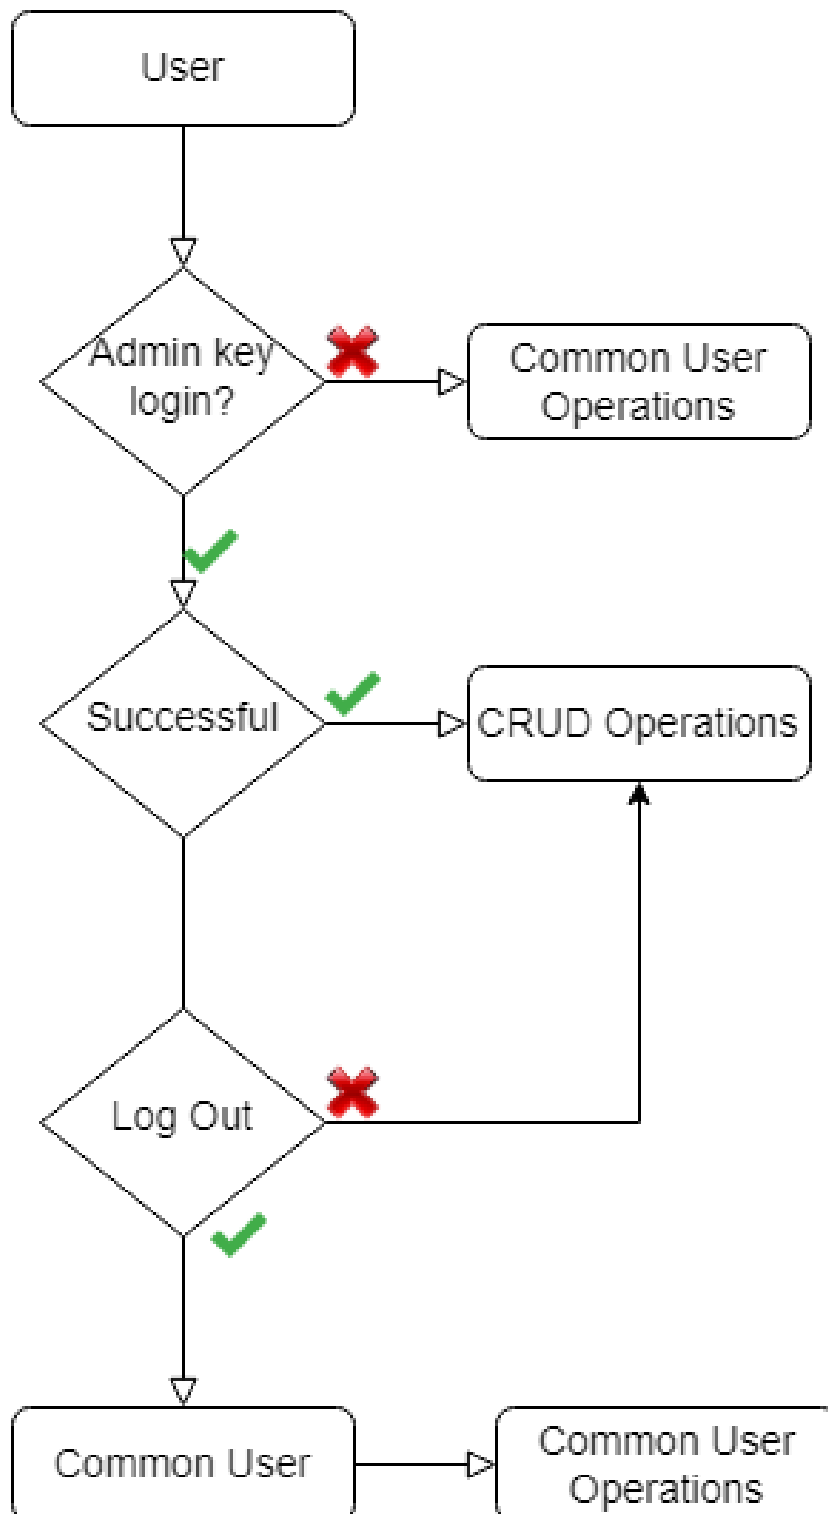 User
Admin key
login?
Common User
Operations
Successful
CRUD Operations
Log Out
Common User
Common User
Operations